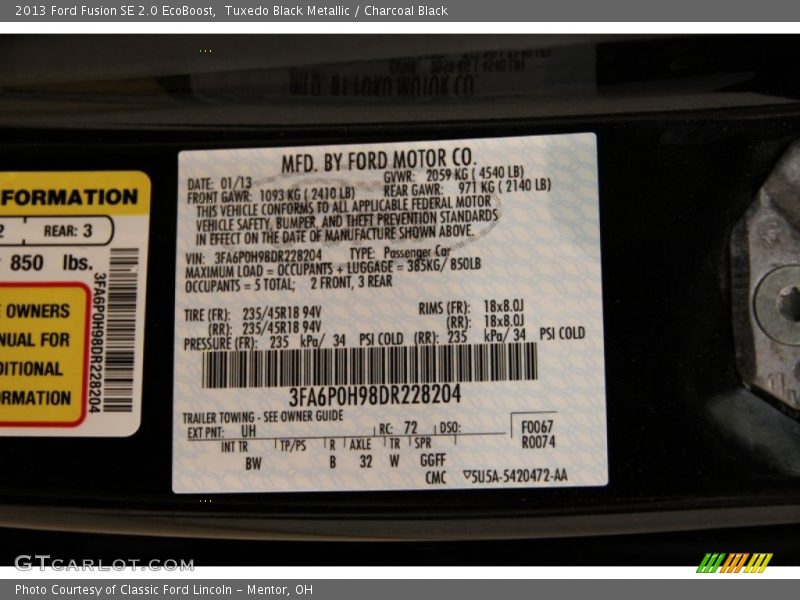 2013 Ford Fusion SE 2.0 EcoBoost, Tuxedo Black Metallic / Charcoal Black
FORMATION
2 REAR: 3
850 lbs.
E OWNERS
NUAL FOR
DITIONAL
ORMATION
3FA6P0H98DR228204
MFD. BY FORD MOTOR CO.
DATE: 01/13 GVWR: 2059 KG ( 4540 LB)
FRONT GAWR: 1093 KG ( 2410 LB) REAR GAWR: 971 KG ( 2140 LB)
THIS VEHICLE CONFORMS TO ALL APPLICABLE FEDERAL MOTOR
VEHICLE SAFETY, BUMPER, AND THEFT PREVENTION STANDARDS
IN EFFECT ON THE DATE OF MANUFACTURE SHOWN ABOVE.
VIN: 3FA6P0H98DR228204 TYPE: Passenger Car
MAXIMUM LOAD = OCCUPANTS + LUGGAGE = 385KG/ 850LB
OCCUPANTS = 5 TOTAL; 2 FRONT, 3 REAR
TIRE (FR): 235/45R18 94V RIMS (FR): 18x8.0J
(RR): 235/45R18 94V (RR): 18x8.0J
PRESSURE (FR): 235 kPa/ 34 PSI COLD (RR): 235 kPa/ 34 PSI COLD
3FA6P0H98DR228204
TRAILER TOWING - SEE OWNER GUIDE
EXT PNT: UH RC: 72 DSO: F0067
INT TR TP/PS R AXLE TR SPR R0074
BW B 32 W GGFF
CMC 5U5A-5420472-AA
GTCARLOT.COM
Photo Courtesy of Classic Ford Lincoln - Mentor, OH